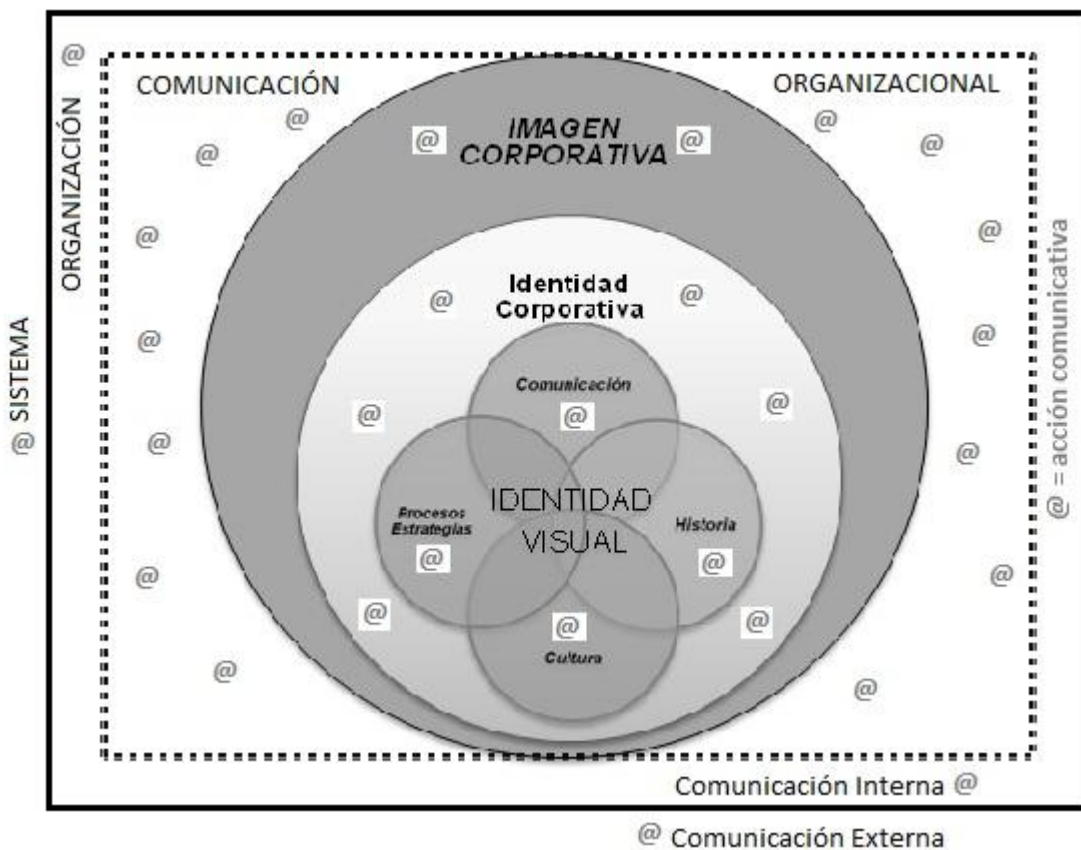 @
COMUNICACIÓN
ORGANIZACIONAL
ORGANIZACIÓN
@ SISTEMA
@ @ @ @ @ @
IMAGEN
CORPORATIVA
@ @
@ @
Identidad
Corporativa
@ @
Comunicación
@
@ @
@ @
IDENTIDAD
VISUAL
Procesos
Estrategias
@
Historia
@
@
Cultura
@ @
@ @
@ @
@ @
@ = acción comunicativa
Comunicación Interna @
@ Comunicación Externa